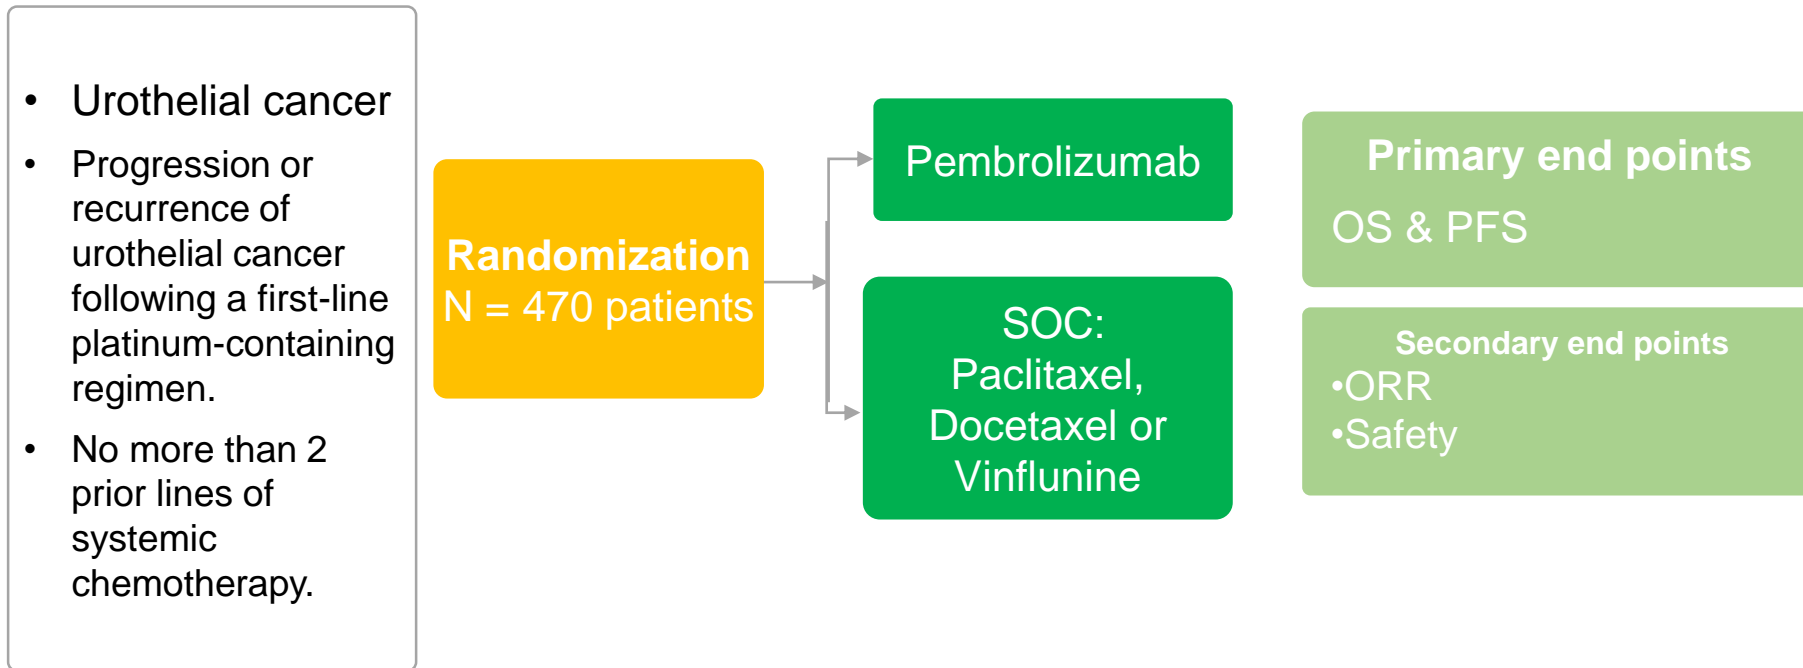 • Urothelial cancer
• Progression or
recurrence of
urothelial cancer
following a first-line
platinum-containing
regimen.
• No more than 2
prior lines of
systemic
chemotherapy.
Randomization
N = 470 patients
Pembrolizumab
SOC:
Paclitaxel,
Docetaxel or
Vinflunine
Primary end points
OS & PFS
Secondary end points
•ORR
•Safety